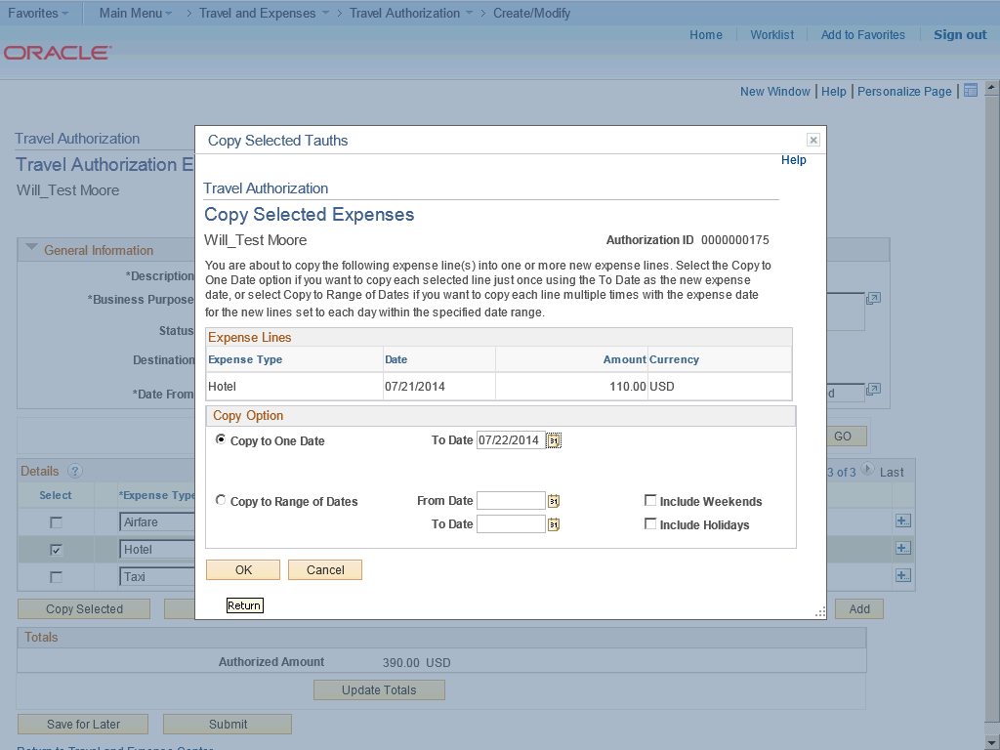 Favorites Main Menu > Travel and Expenses > Travel Authorization > Create/Modify
Home Worklist Add to Favorites Sign out
ORACLE
New Window | Help | Personalize Page |
Travel Authorization
Travel Authorization E
Will_Test Moore
General Information
*Description
*Business Purpose
Status
Destination
*Date From
d
GO
Details ? 3 of 3 Last
Select *Expense Type
Airfare
Hotel
Taxi
Copy Selected Add
Copy Selected Tauths
Help
Travel Authorization
Copy Selected Expenses
Will_Test Moore Authorization ID 0000000175
You are about to copy the following expense line(s) into one or more new expense lines. Select the Copy to
One Date option if you want to copy each selected line just once using the To Date as the new expense
date, or select Copy to Range of Dates if you want to copy each line multiple times with the expense date
for the new lines set to each day within the specified date range.
Expense Lines
Expense Type Date Amount Currency
Hotel 07/21/2014 110.00 USD
Copy Option
Copy to One Date To Date 07/22/2014 31
Copy to Range of Dates From Date 31 Include Weekends
To Date 31 Include Holidays
OK Cancel
Return
Totals
Authorized Amount 390.00 USD
Update Totals
Save for Later Submit
Return to Travel and Expense Center